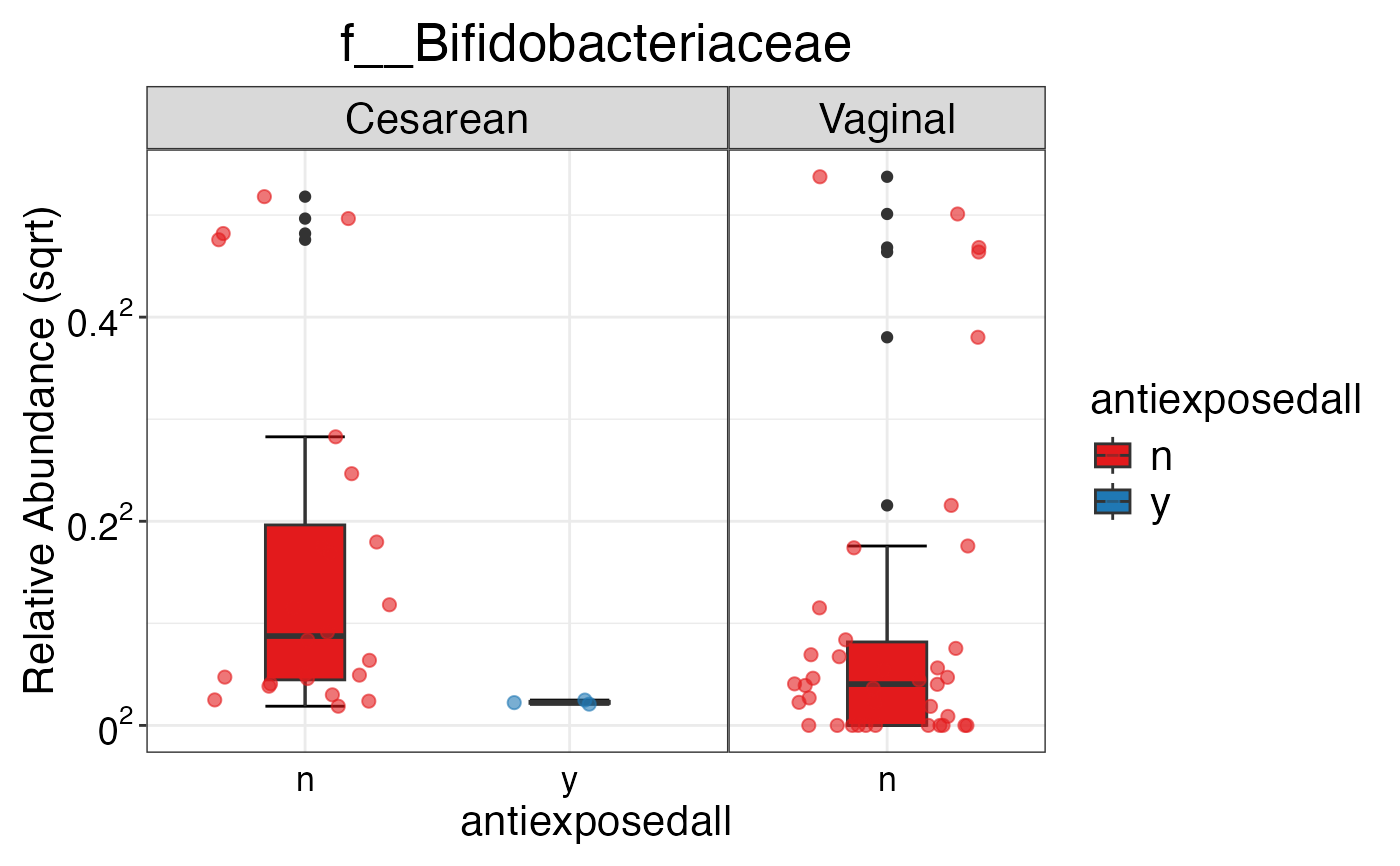 f__Bifidobacteriaceae
Cesarean
Vaginal
Relative Abundance (sqrt)
0.4²
0.2²
0²
n
y
n
antiexposedall
antiexposedall
n
y